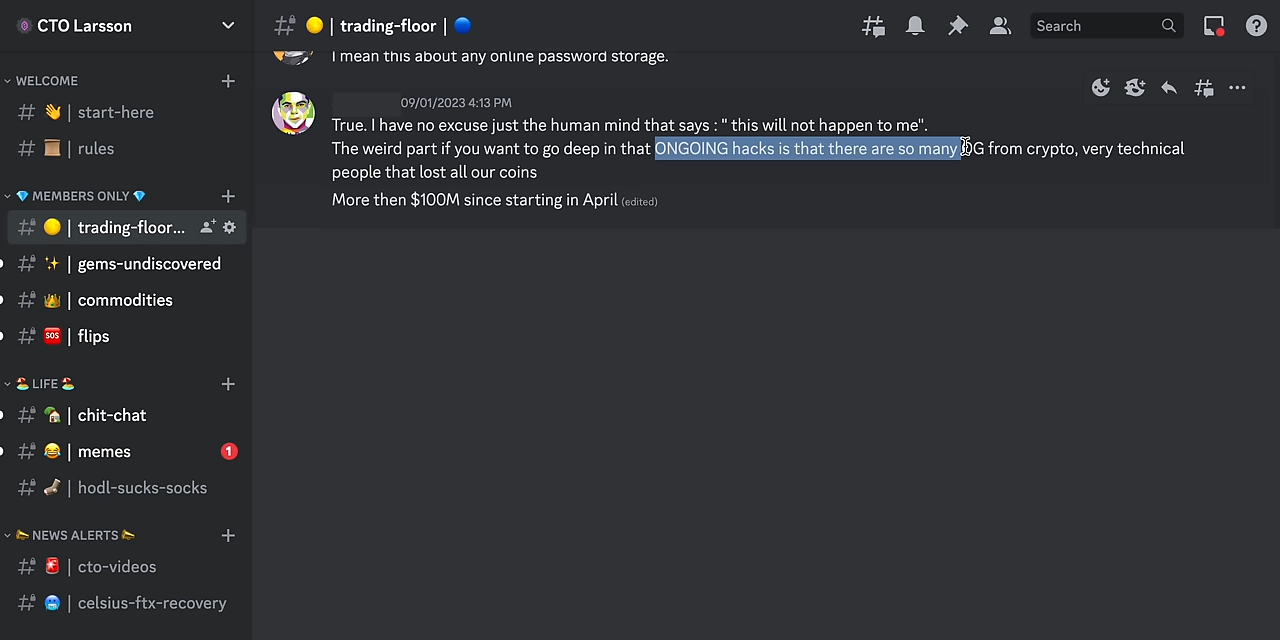 CTO Larsson
WELCOME
start-here
rules
MEMBERS ONLY
| trading-floor...
| gems-undiscovered
| commodities
SOS | flips
LIFE
| chit-chat
| memes 1
| hodl-sucks-socks
NEWS ALERTS
| cto-videos
| celsius-ftx-recovery
| trading-floor |
Search
I mean this about any online password storage.
09/01/2023 4:13 PM
True. I have no excuse just the human mind that says : " this will not happen to me".
The weird part if you want to go deep in that ONGOING hacks is that there are so many OG from crypto, very technical
people that lost all our coins
More then $100M since starting in April (edited)